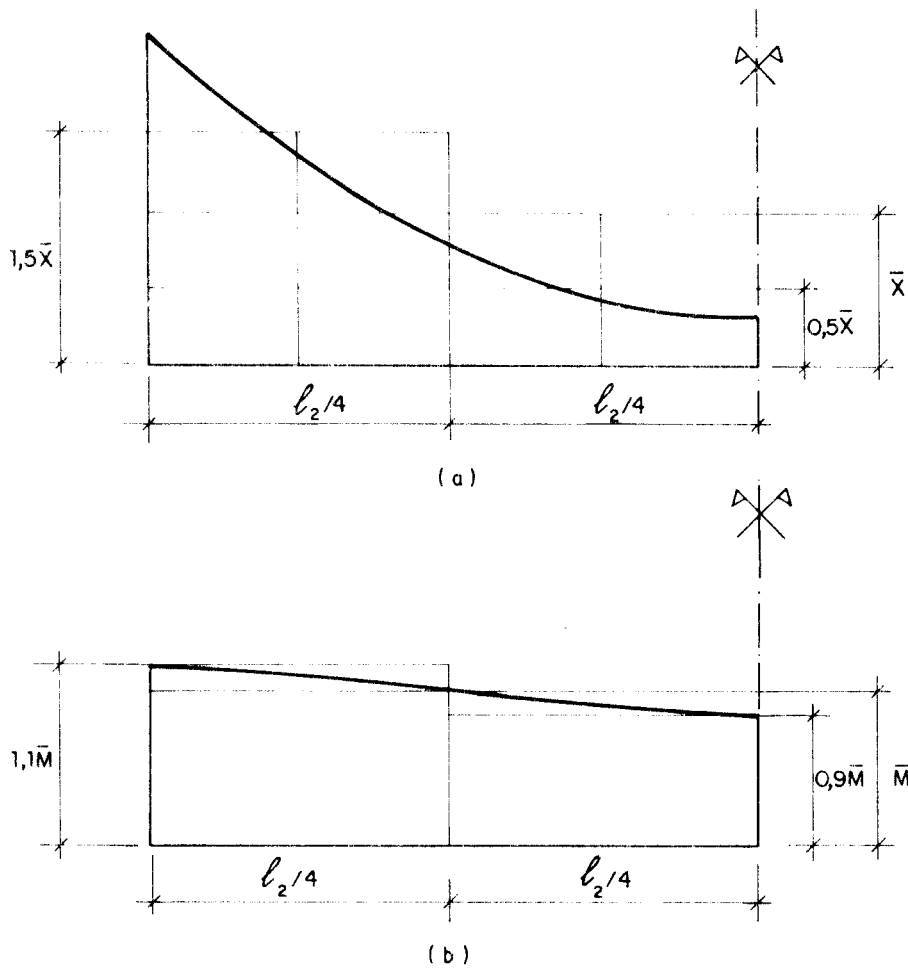 1,5X̄
0,5X̄
X̄
ℓ₂/4
ℓ₂/4
(a)
1,1M̄
0,9M̄
M̄
ℓ₂/4
ℓ₂/4
(b)